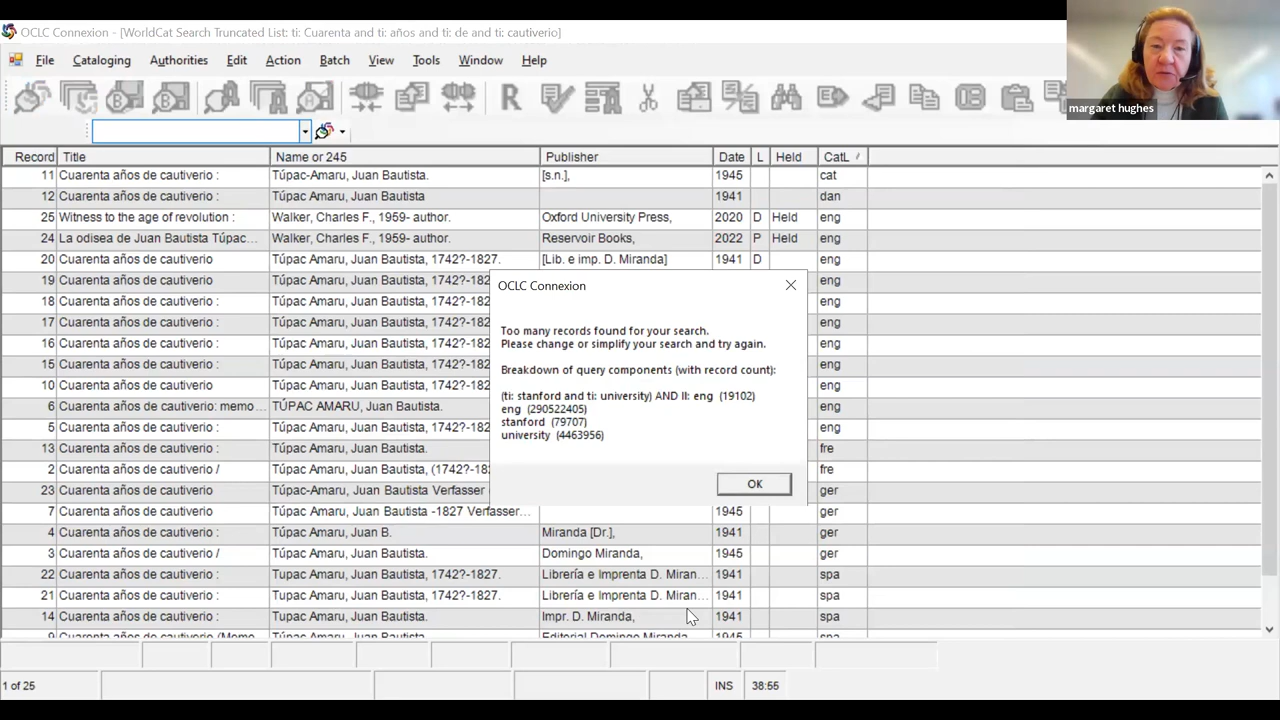 OCLC Connexion - [WorldCat Search Truncated List: ti: Cuarenta and ti: años and ti: de and ti: cautiverio]
margaret hughes
File Cataloging Authorities Edit Action Batch View Tools Window Help
Record Title Name or 245 Publisher Date L Held CatL
11 Cuarenta años de cautiverio : Túpac-Amaru, Juan Bautista. [s.n.], 1945 cat
12 Cuarenta años de cautiverio : Túpac Amaru, Juan Bautista 1941 dan
25 Witness to the age of revolution : Walker, Charles F., 1959- author. Oxford University Press, 2020 D Held eng
24 La odisea de Juan Bautista Túpac... Walker, Charles F., 1959- author. Reservoir Books, 2022 P Held eng
20 Cuarenta años de cautiverio Túpac Amaru, Juan Bautista, 1742?-1827. [Lib. e imp. D. Miranda] 1941 D eng
19 Cuarenta años de cautiverio Túpac Amaru, Juan Bautista, 1742?-182 eng
18 Cuarenta años de cautiverio : Túpac Amaru, Juan Bautista, 1742?-182 eng
17 Cuarenta años de cautiverio : Túpac Amaru, Juan Bautista, 1742?-182 eng
16 Cuarenta años de cautiverio : Túpac Amaru, Juan Bautista, 1742?-182 eng
15 Cuarenta años de cautiverio : Túpac Amaru, Juan Bautista, 1742?-182 eng
10 Cuarenta años de cautiverio : Túpac Amaru, Juan Bautista, 1742?-182 eng
6 Cuarenta años de cautiverio: memo... TÚPAC AMARU, Juan Bautista. eng
5 Cuarenta años de cautiverio : Túpac Amaru, Juan Bautista, 1742?-182 eng
13 Cuarenta años de cautiverio : Túpac Amaru, Juan Bautista. fre
2 Cuarenta años de cautiverio / Túpac Amaru, Juan Bautista, (1742?-182 fre
23 Cuarenta años de cautiverio Túpac-Amaru, Juan Bautista Verfasser ger
7 Cuarenta años de cautiverio Túpac Amaru, Juan Bautista -1827 Verfasser... 1945 ger
4 Cuarenta años de cautiverio : Túpac Amaru, Juan B. Miranda [Dr.], 1941 ger
3 Cuarenta años de cautiverio / Túpac Amaru, Juan Bautista. Domingo Miranda, 1945 ger
22 Cuarenta años de cautiverio : Tupac Amaru, Juan Bautista, 1742?-1827. Librería e Imprenta D. Miran... 1941 spa
21 Cuarenta años de cautiverio : Tupac Amaru, Juan Bautista, 1742?-1827. Librería e Imprenta D. Miran... 1941 spa
14 Cuarenta años de cautiverio : Tupac Amaru, Juan Bautista. Impr. D. Miranda, 1941 spa
9 Cuarenta años de cautiverio (Memo... Tupac Amaru, Juan Bautista. Editorial Domingo Miranda 1945 spa
OCLC Connexion
Too many records found for your search.
Please change or simplify your search and try again.
Breakdown of query components (with record count):
(ti: stanford and ti: university) AND ll: eng (19102)
eng (290522405)
stanford (79707)
university (4463956)
OK
1 of 25 INS 38:55